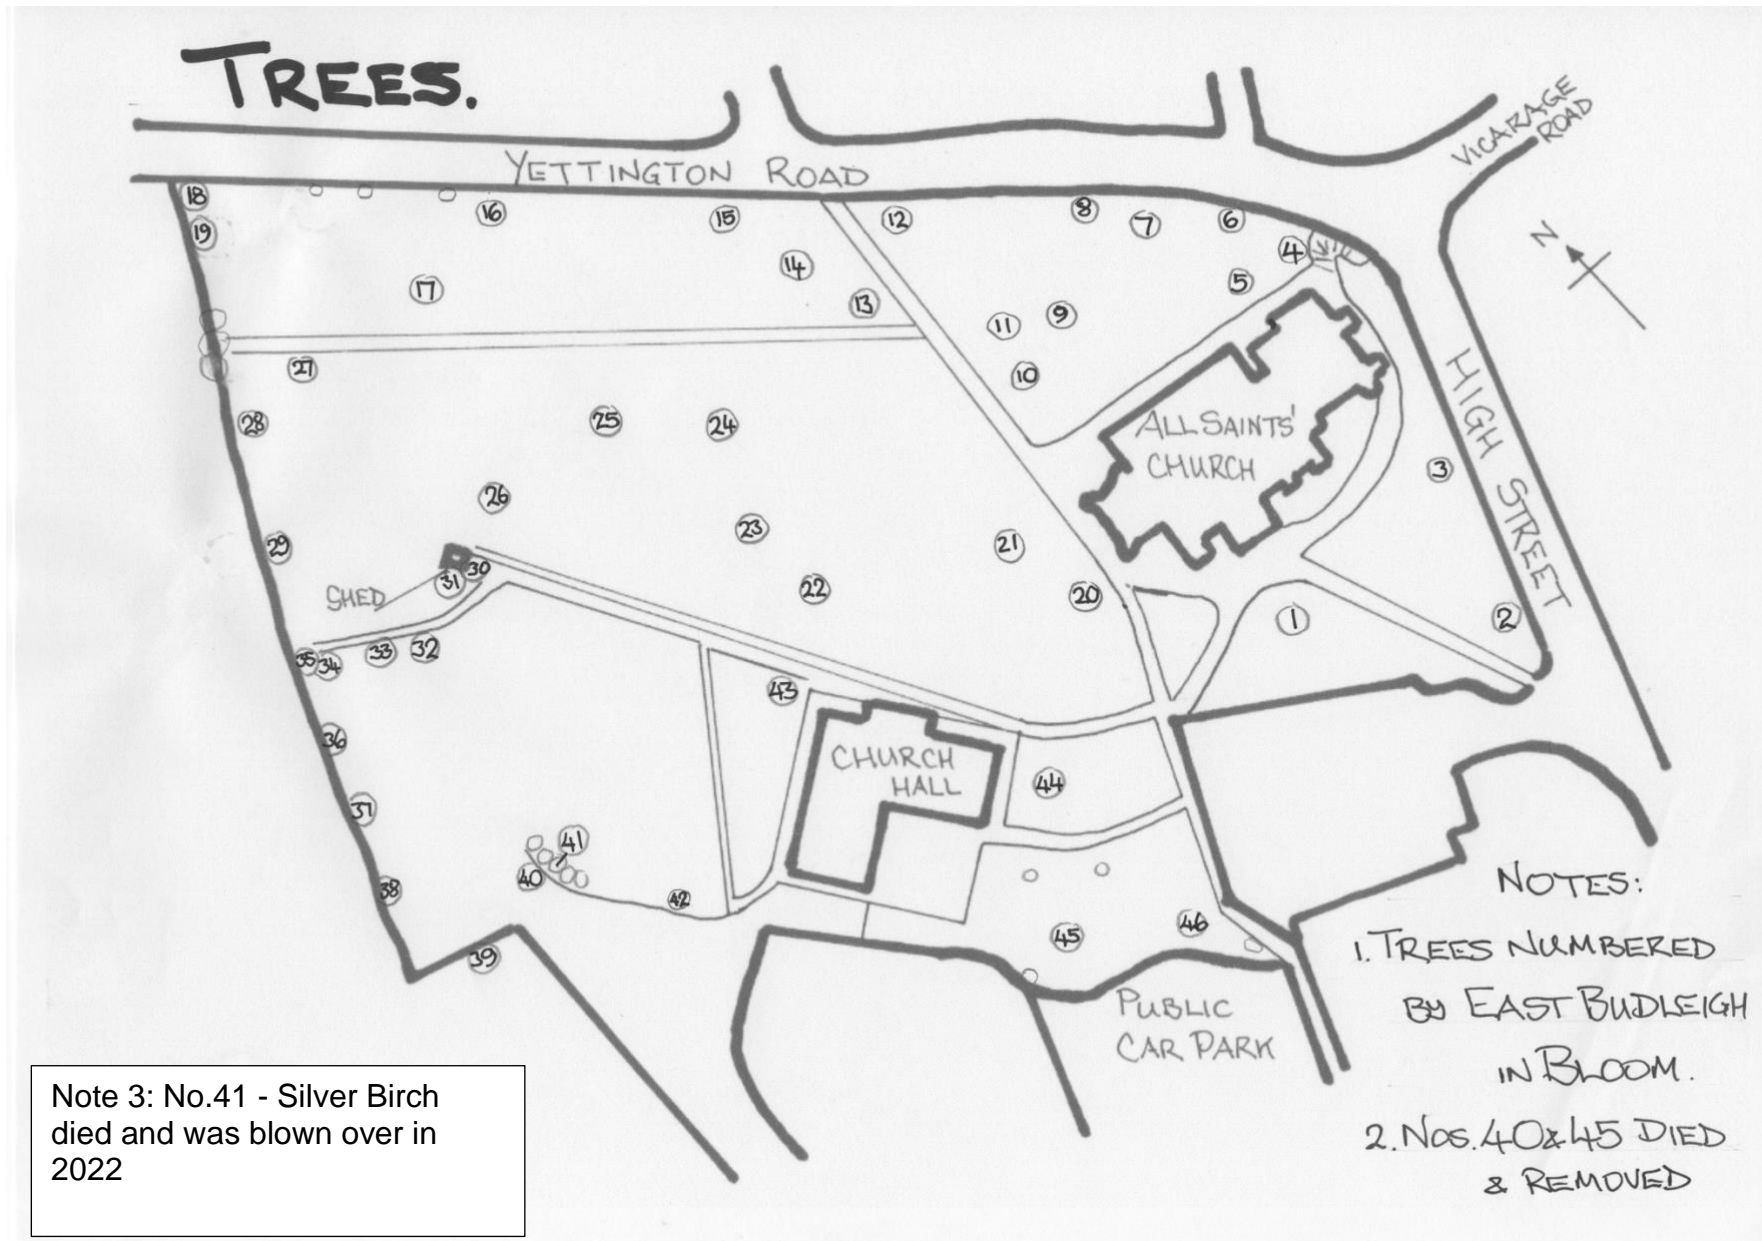 TREES.
VICARAGE
ROAD
YETTINGTON ROAD
18
16
15
12
8
7
6
19
4
N
14
5
17
13
11
9
27
10
HIGH STREET
28
25
24
ALL SAINTS'
CHURCH
3
26
23
29
21
31
30
SHED
22
20
1
2
35
34
33
32
43
36
CHURCH
HALL
44
37
41
40
38
42
NOTES:
46
45
39
1. TREES NUMBERED
BY EAST BUDLEIGH
IN BLOOM.
PUBLIC
CAR PARK
2. NOS. 40 & 45 DIED
& REMOVED
Note 3: No.41 - Silver Birch
died and was blown over in
2022